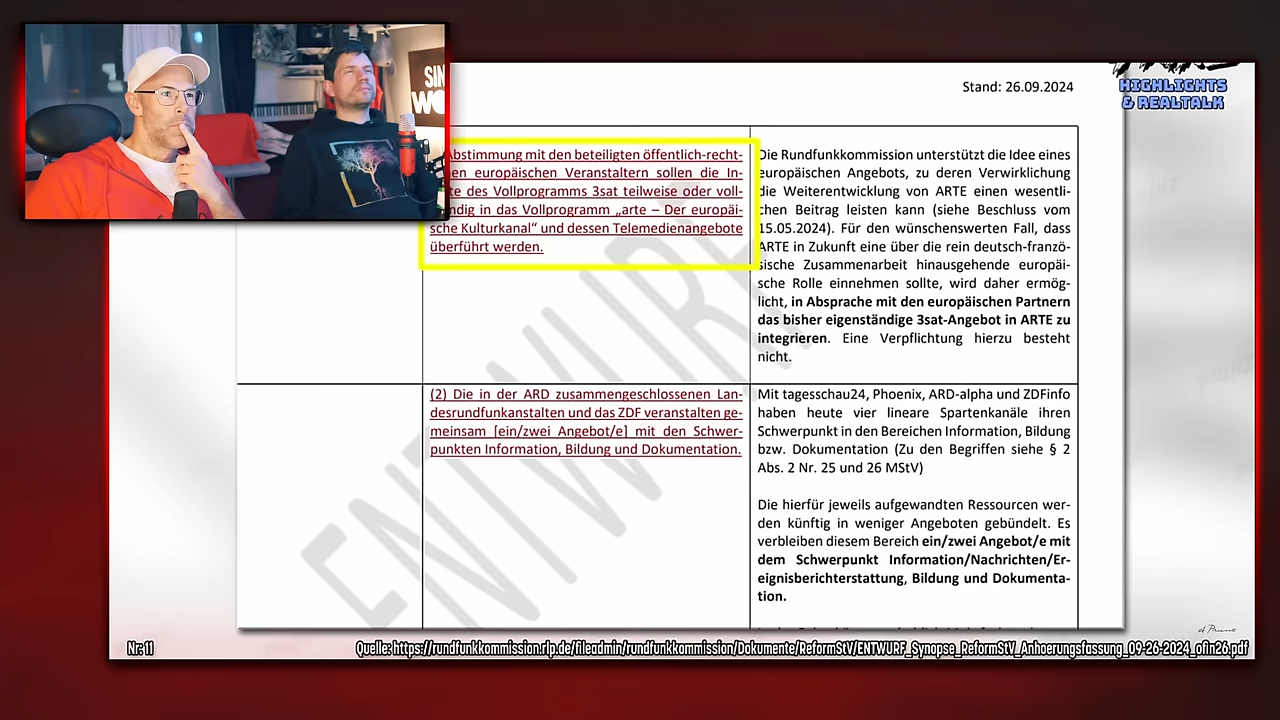 SIN
WO
Stand: 26.09.2024
HIGHLIGHTS
& REALTALK
Abstimmung mit den beteiligten öffentlich-recht-
en europäischen Veranstaltern sollen die In-
te des Vollprogramms 3sat teilweise oder voll-
ndig in das Vollprogramm „arte – Der europäi-
sche Kulturkanal“ und dessen Telemedienangebote
überführt werden.
Die Rundfunkkommission unterstützt die Idee eines
europäischen Angebots, zu deren Verwirklichung
die Weiterentwicklung von ARTE einen wesentli-
chen Beitrag leisten kann (siehe Beschluss vom
15.05.2024). Für den wünschenswerten Fall, dass
ARTE in Zukunft eine über die rein deutsch-franzö-
sische Zusammenarbeit hinausgehende europäi-
sche Rolle einnehmen sollte, wird daher ermög-
licht, in Absprache mit den europäischen Partnern
das bisher eigenständige 3sat-Angebot in ARTE zu
integrieren. Eine Verpflichtung hierzu besteht
nicht.
(2) Die in der ARD zusammengeschlossenen Lan-
desrundfunkanstalten und das ZDF veranstalten ge-
meinsam [ein/zwei Angebot/e] mit den Schwer-
punkten Information, Bildung und Dokumentation.
Mit tagesschau24, Phoenix, ARD-alpha und ZDFinfo
haben heute vier lineare Spartenkanäle ihren
Schwerpunkt in den Bereichen Information, Bildung
bzw. Dokumentation (Zu den Begriffen siehe § 2
Abs. 2 Nr. 25 und 26 MStV)
Die hierfür jeweils aufgewandten Ressourcen wer-
den künftig in weniger Angeboten gebündelt. Es
verbleiben diesem Bereich ein/zwei Angebot/e mit
dem Schwerpunkt Information/Nachrichten/Er-
eignisberichterstattung, Bildung und Dokumenta-
tion.
ENTWURF
Nr: 11
Quelle: https://rundfunkkommission.rlp.de/fileadmin/rundfunkkommission/Dokumente/ReformStV/ENTWURF_Synopse_ReformStV_Anhoerungsfassung_09-26-2024_ofin26.pdf